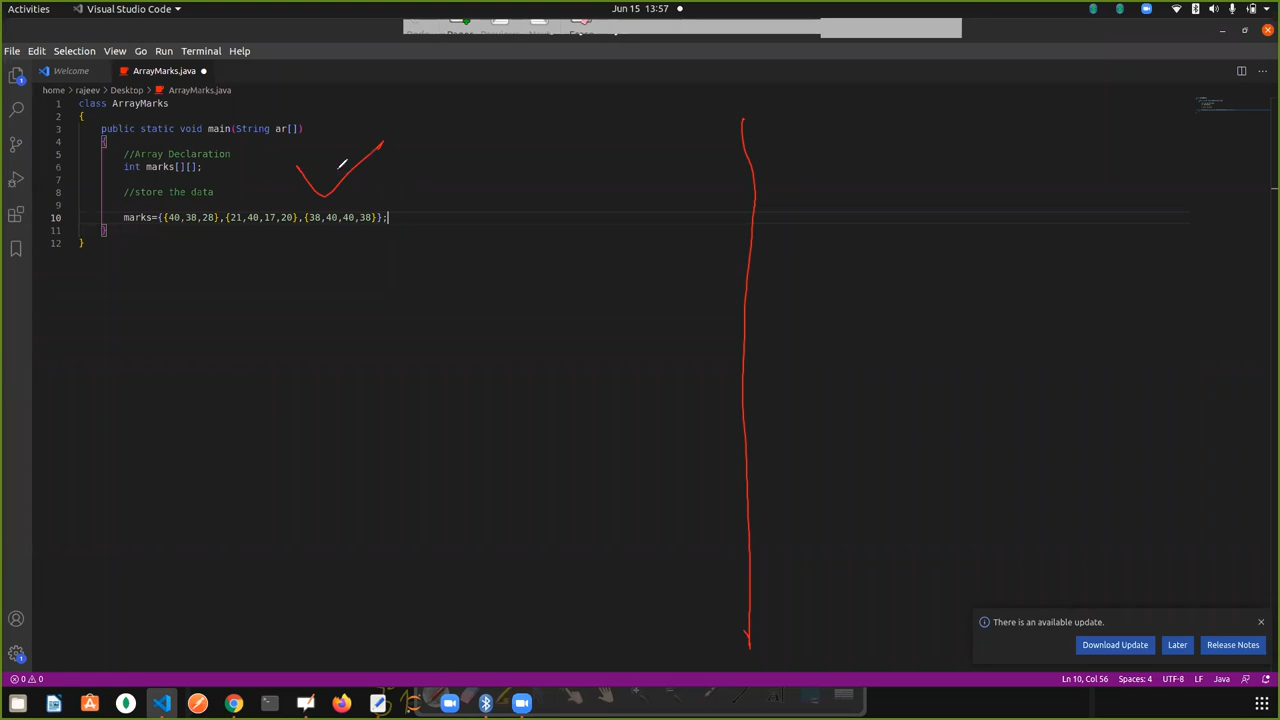 Activities Visual Studio Code Jun 15 13:57
File Edit Selection View Go Run Terminal Help
Welcome ArrayMarks.java
home > rajeev > Desktop > ArrayMarks.java
1 class ArrayMarks
2 {
3 public static void main(String ar[])
4 {
5 //Array Declaration
6 int marks[][];
7
8 //store the data
9
10 marks={{40,38,28},{21,40,17,20},{38,40,40,38}};
11 }
12 }
There is an available update.
Download Update Later Release Notes
0 0 Ln 10, Col 56 Spaces: 4 UTF-8 LF Java